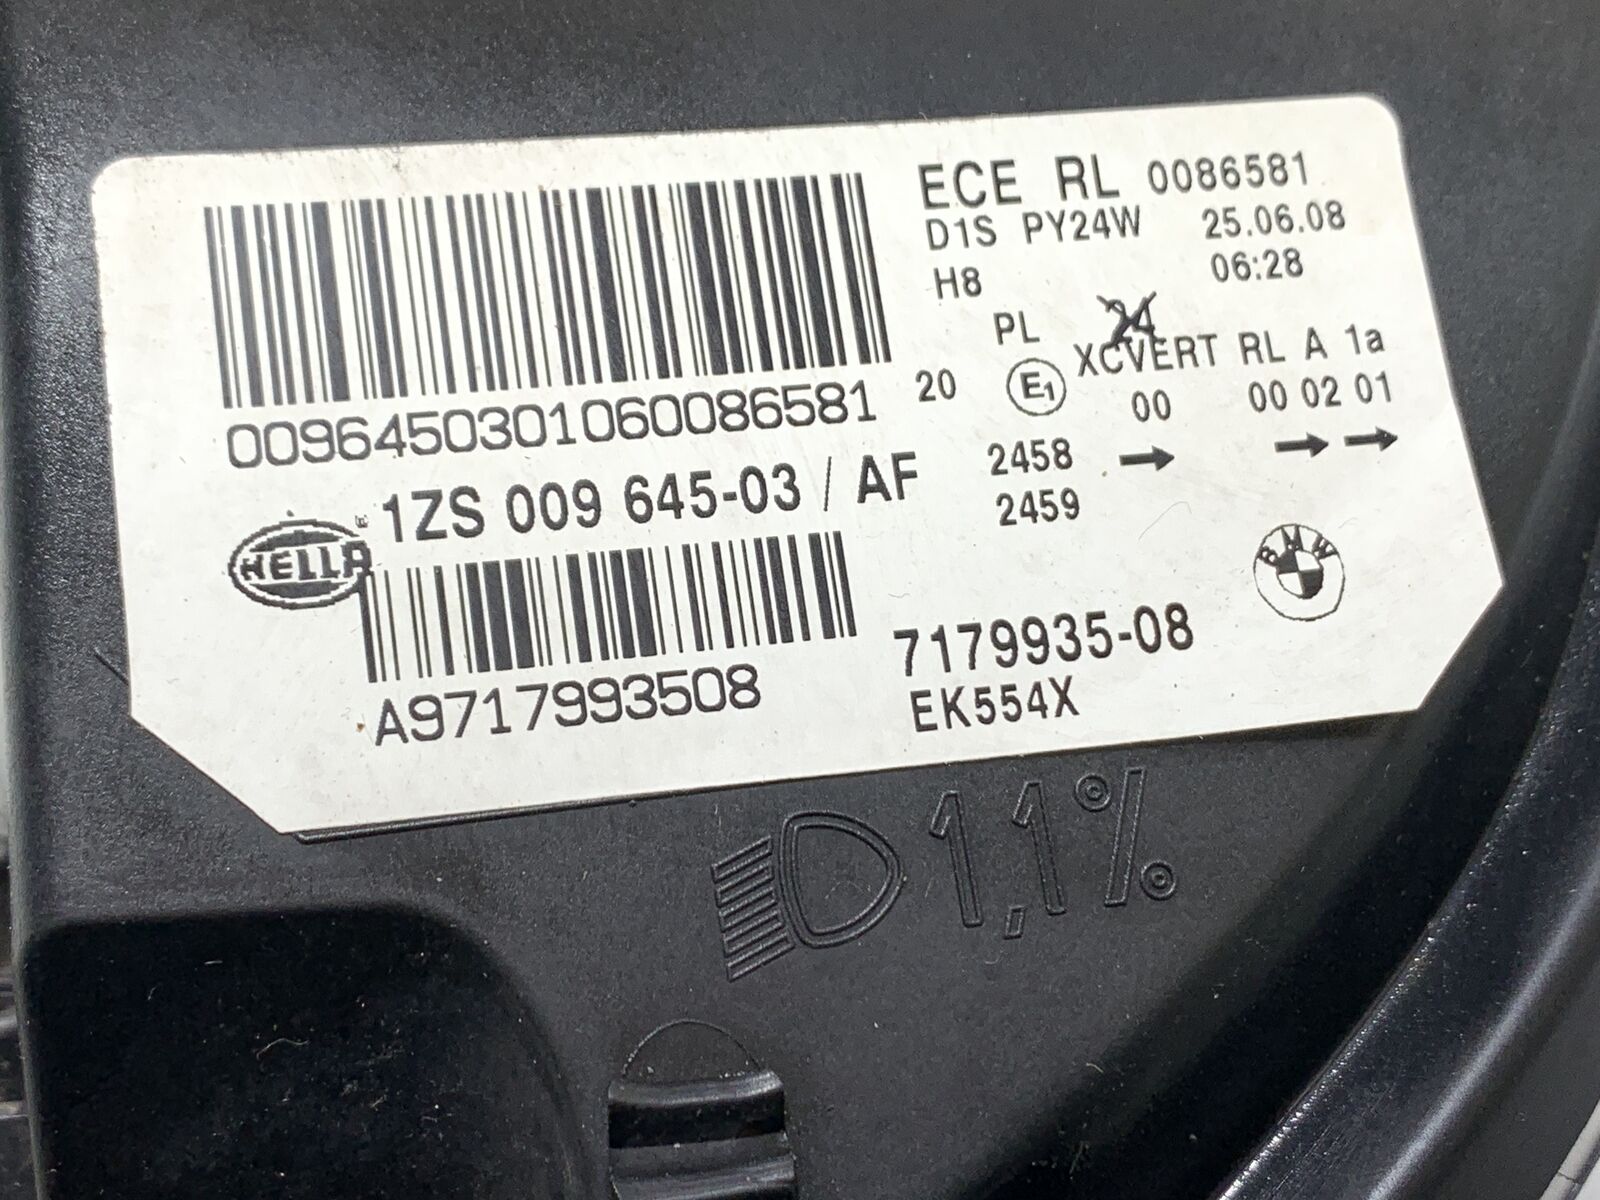 ECE RL 0086581
D1S PY24W 25.06.08
H8 06:28
PL 24
20 E1 XCVERT RL A 1a
00 00 02 01
0096450301060086581
2458 → → →
2459
1ZS 009 645-03 / AF
HELLA ®
BMW
7179935-08
A9717993508
EK554X
1,1%